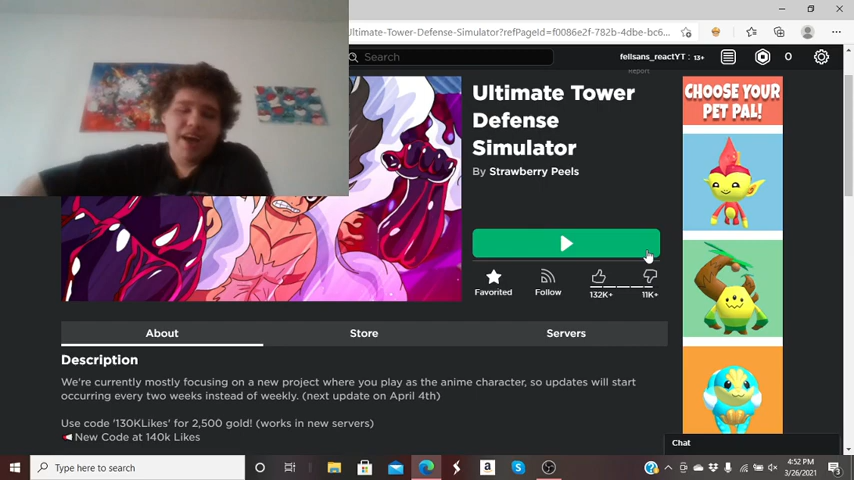 Ultimate-Tower-Defense-Simulator?refPageId=f0086e2f-782b-4dbe-bc6...
Search
fellsans_reactYT : 13+
0
Report
Ultimate Tower
Defense
Simulator
By Strawberry Peels
Favorited
Follow
132K+
11K+
CHOOSE YOUR
PET PAL!
About
Store
Servers
Description
We're currently mostly focusing on a new project where you play as the anime character, so updates will start
occurring every two weeks instead of weekly. (next update on April 4th)
Use code '130KLikes' for 2,500 gold! (works in new servers)
New Code at 140k Likes
Chat
Type here to search
4:52 PM
3/26/2021